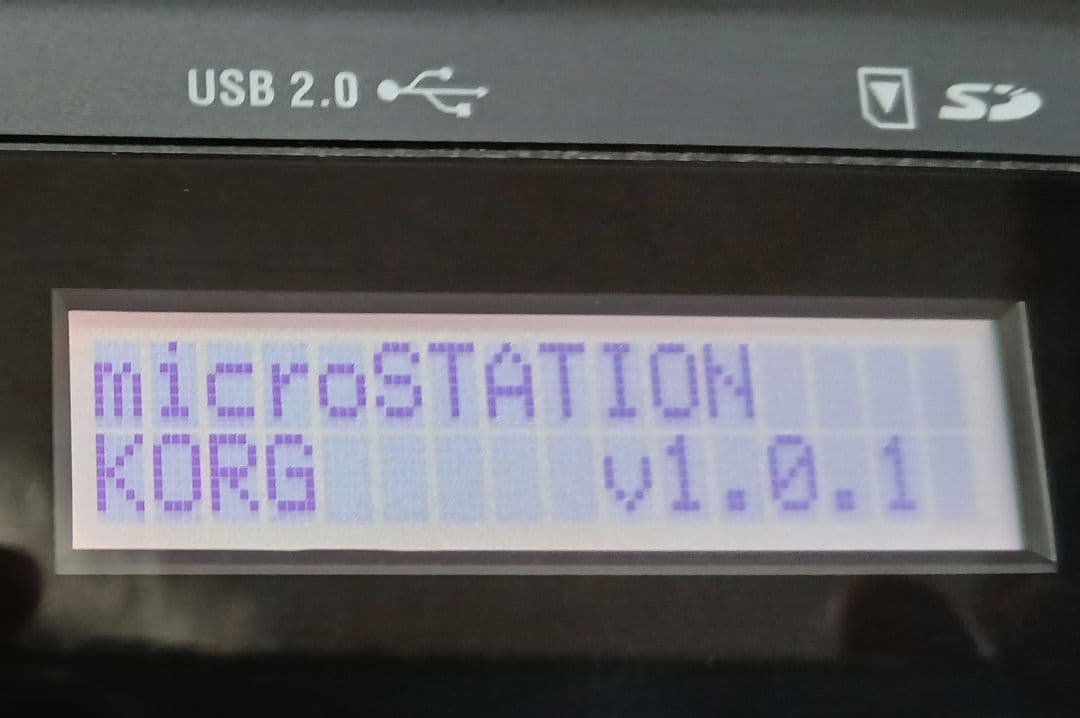 USB 2.0
SD
microSTATION
KORG v1.0.1